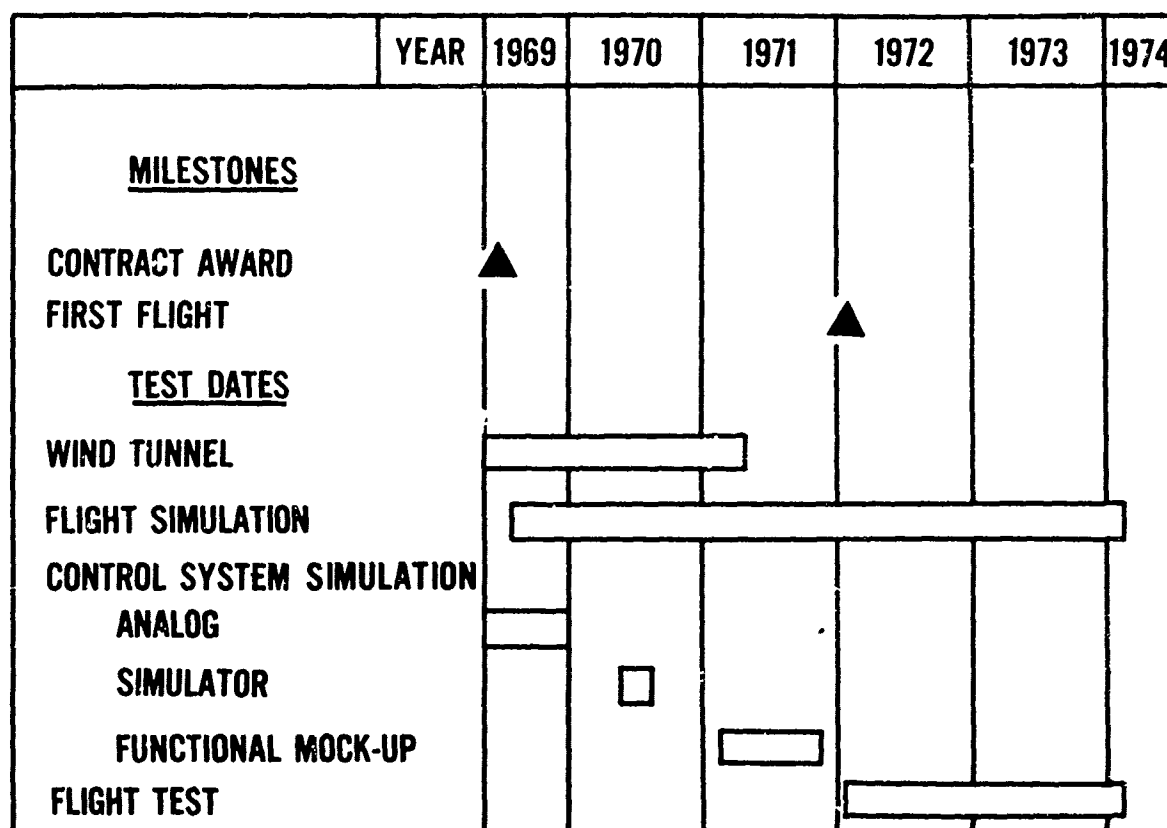 YEAR 1969 1970 1971 1972 1973 1974
MILESTONES
CONTRACT AWARD
FIRST FLIGHT
TEST DATES
WIND TUNNEL
FLIGHT SIMULATION
CONTROL SYSTEM SIMULATION
ANALOG
SIMULATOR
FUNCTIONAL MOCK-UP
FLIGHT TEST